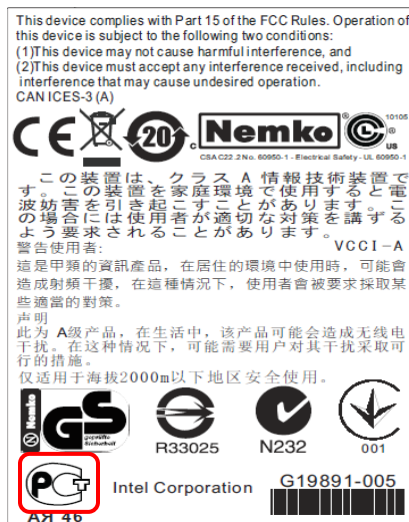 This device complies with Part 15 of the FCC Rules. Operation of
this device is subject to the following two conditions:
(1)This device may not cause harmful interference, and
(2)This device must accept any interference received, including
interference that may cause undesired operation.
CAN ICES-3 (A)
CE 20 c Nemko ® C UL ® US 10105
CSA C22.2 No. 60950-1 - Electrical Safety - UL 60950-1
この装置は、クラス A 情報技術装置で
す。この装置を家庭環境で使用すると電
波妨害を引き起こすことがあります。こ
の場合には使用者が適切な対策を講ずる
よう要求されることがあります。
VCCI-A
警告使用者:
這是甲類的資訊產品，在居住的環境中使用時，可能會
造成射頻干擾，在這種情況下，使用者會被要求採取某
些適當的對策。
声明
此为 A级产品，在生活中，该产品可能会造成无线电
干扰。在这种情况下，可能需要用户对其干扰采取可
行的措施。
仅适用于海拔2000m以下地区安全使用。
N Nemko GS geprüfte Sicherheit
R33025
N232
001
РСТ
АЯ 46
Intel Corporation
G19891-005